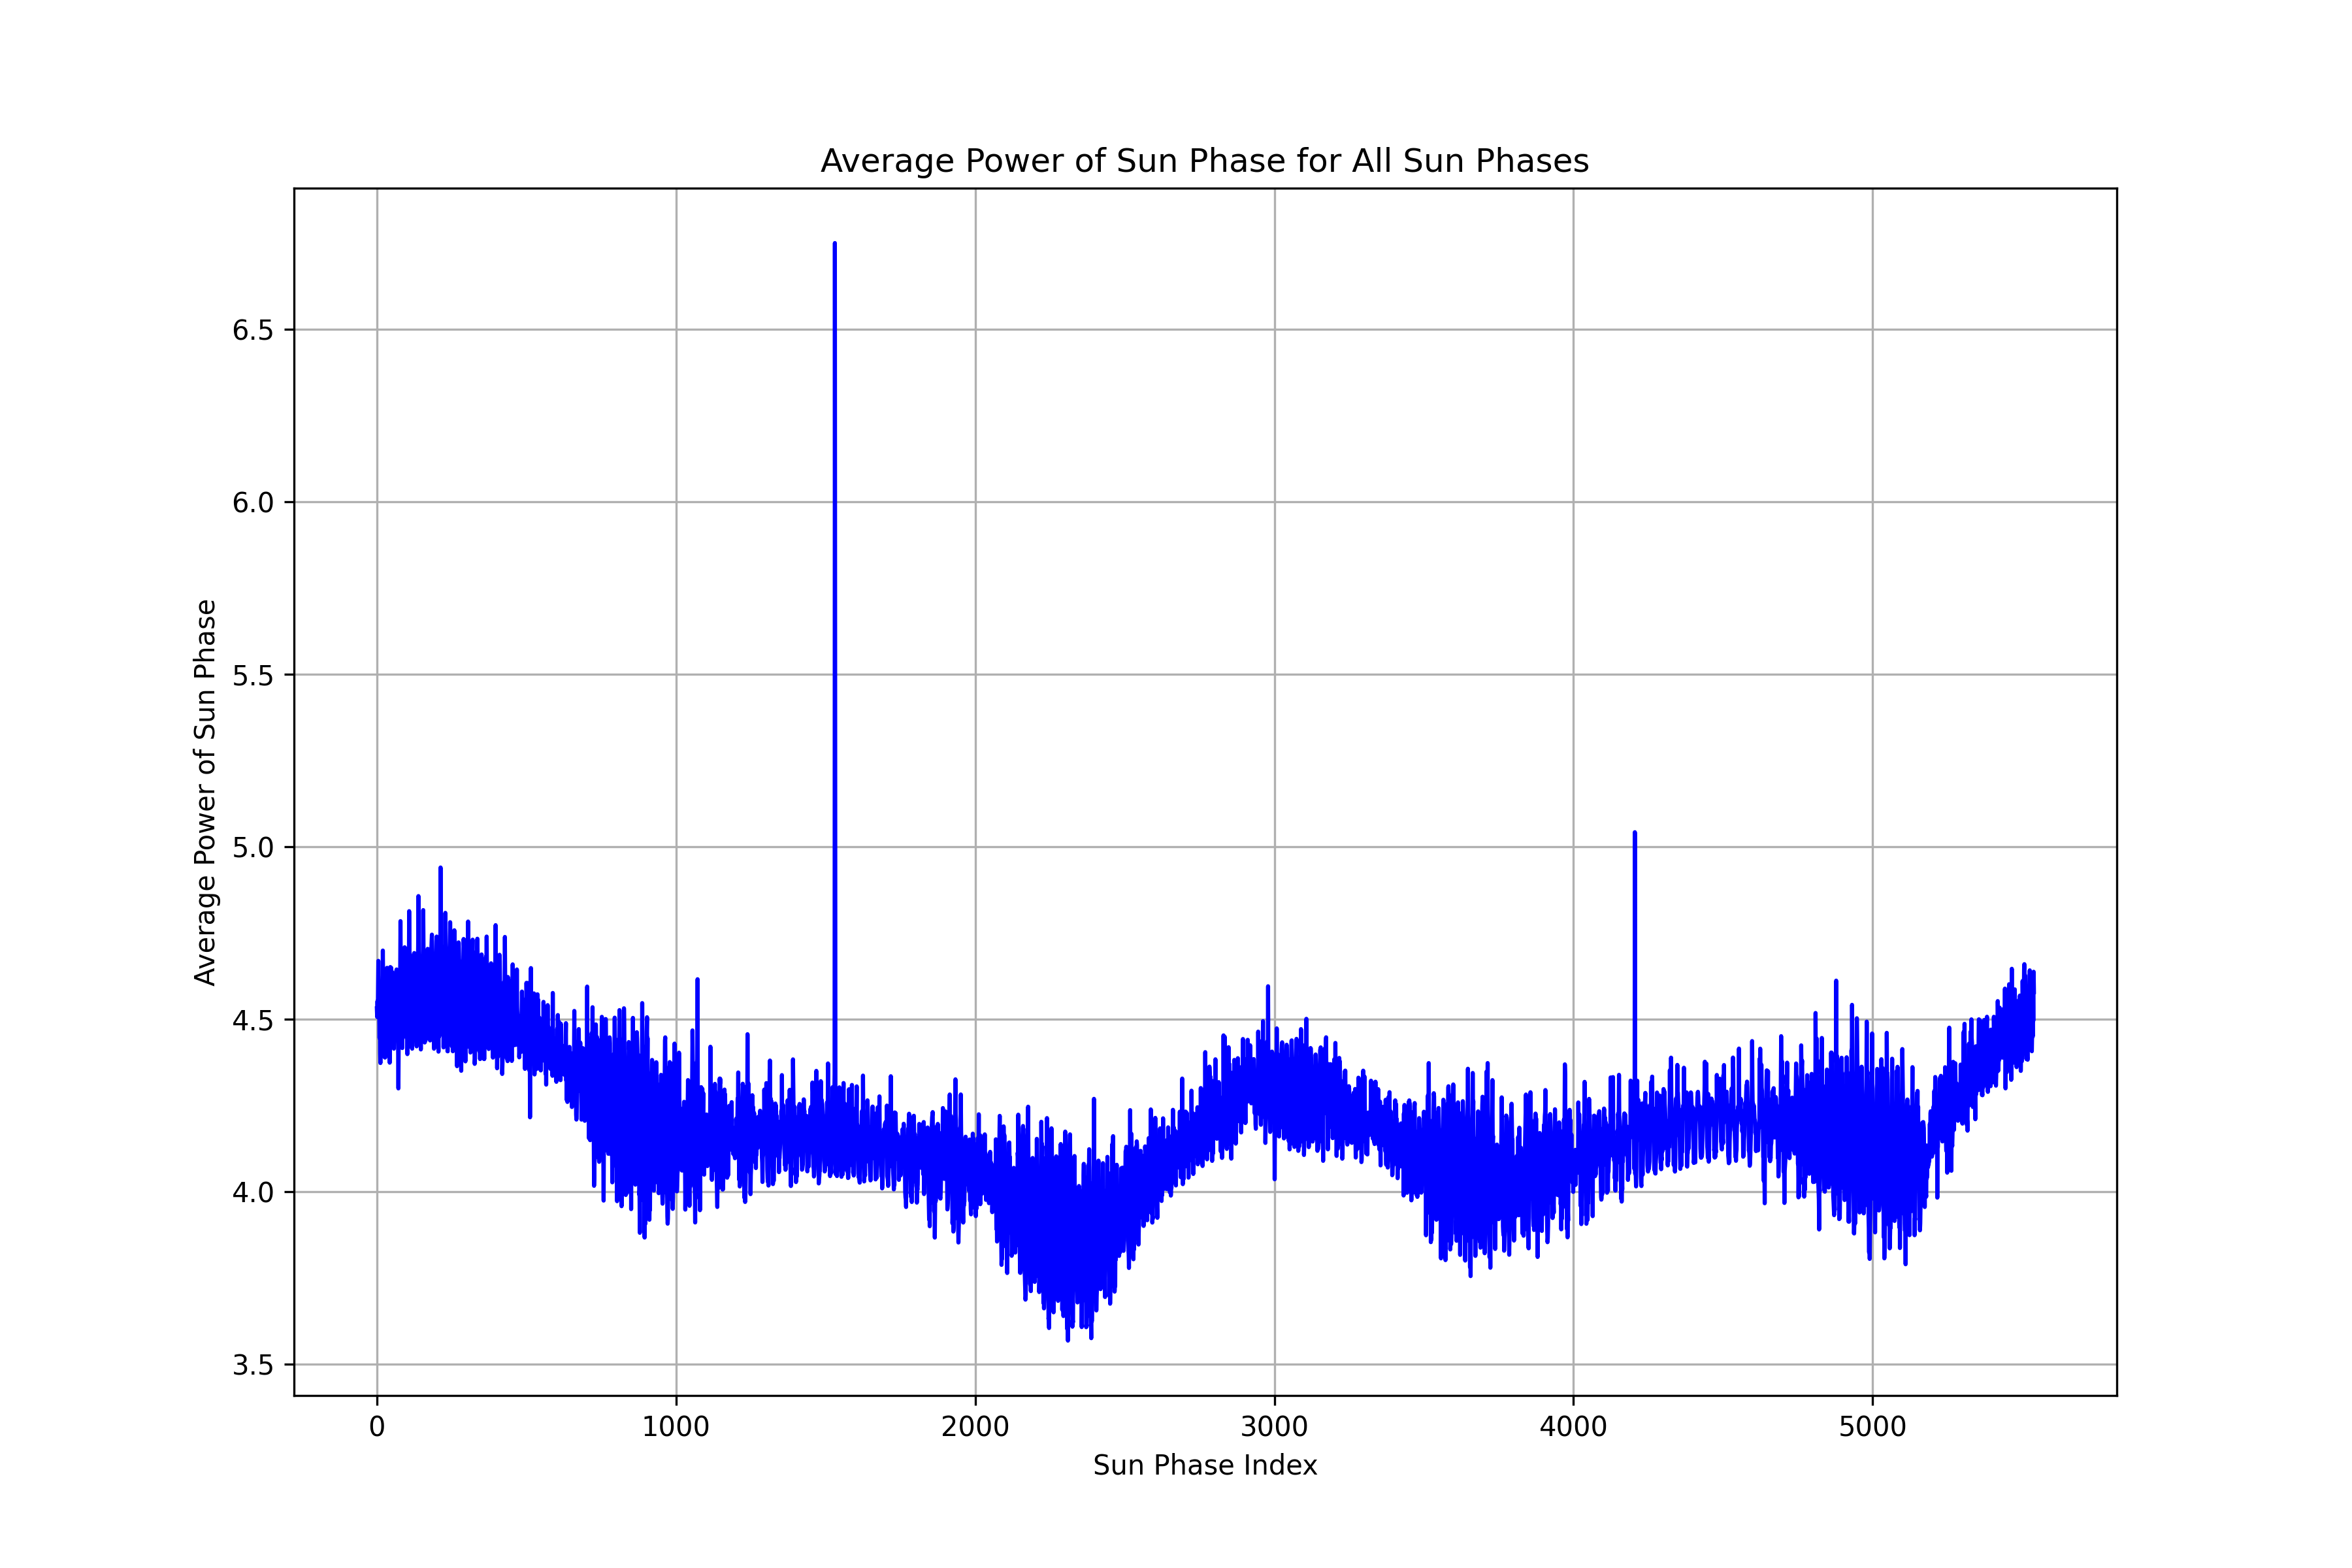 Average Power of Sun Phase for All Sun Phases
Average Power of Sun Phase
6.5
6.0
5.5
5.0
4.5
4.0
3.5
0 1000 2000 3000 4000 5000
Sun Phase Index